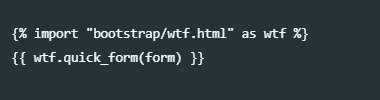 {% import "bootstrap/wtf.html" as wtf %}
{{ wtf.quick_form(form) }}